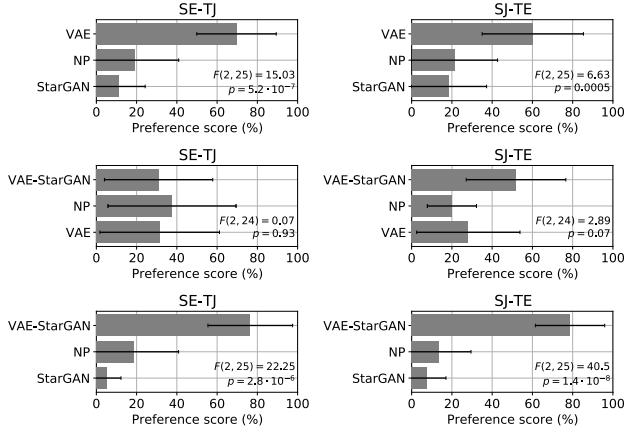 SE-TJ
VAE
NP
StarGAN
F(2, 25) = 15.03
p = 5.2 · 10⁻⁷
0 20 40 60 80 100
Preference score (%)
SJ-TE
VAE
NP
StarGAN
F(2, 25) = 6.63
p = 0.0005
0 20 40 60 80 100
Preference score (%)
SE-TJ
VAE-StarGAN
NP
VAE
F(2, 24) = 0.07
p = 0.93
0 20 40 60 80 100
Preference score (%)
SJ-TE
VAE-StarGAN
NP
VAE
F(2, 24) = 2.89
p = 0.07
0 20 40 60 80 100
Preference score (%)
SE-TJ
VAE-StarGAN
NP
StarGAN
F(2, 25) = 22.25
p = 2.8 · 10⁻⁶
0 20 40 60 80 100
Preference score (%)
SJ-TE
VAE-StarGAN
NP
StarGAN
F(2, 25) = 40.5
p = 1.4 · 10⁻⁸
0 20 40 60 80 100
Preference score (%)